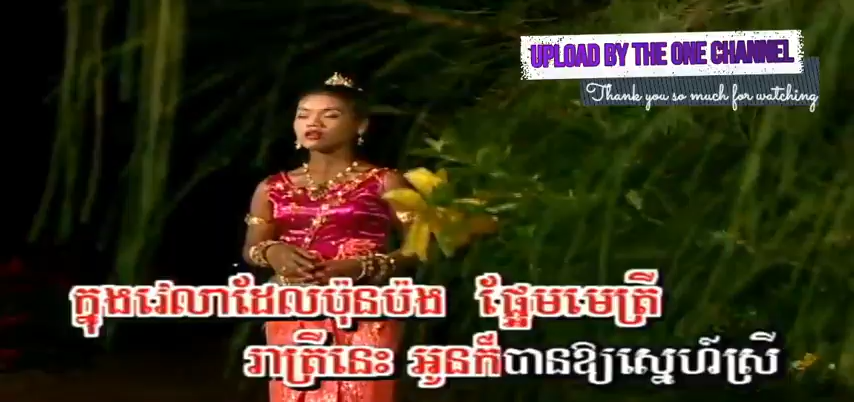 UPLOAD BY THE ONE CHANNEL
Thank you so much for watching
ក្នុងវេលាដែលប៉ុនប៉ង ផ្អែមមេត្រី
រាត្រីនេះ អូនក៏បានឱ្យស្នេហ៍ស្រី